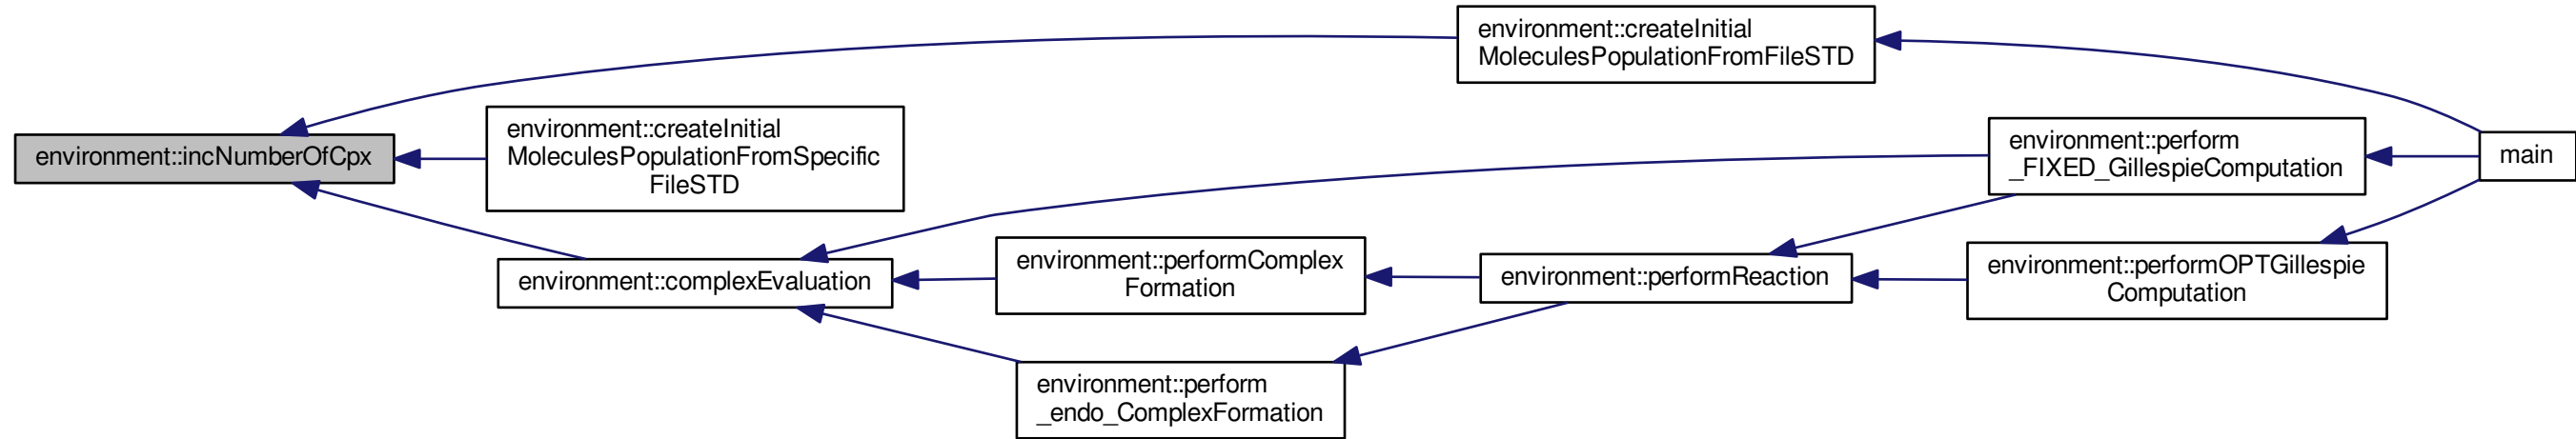 environment::createInitial
MoleculesPopulationFromFileSTD
environment::incNumberOfCpx
environment::createInitial
MoleculesPopulationFromSpecific
FileSTD
environment::perform
_FIXED_GillespieComputation
main
environment::complexEvaluation
environment::performComplex
Formation
environment::performReaction
environment::performOPTGillespie
Computation
environment::perform
_endo_ComplexFormation